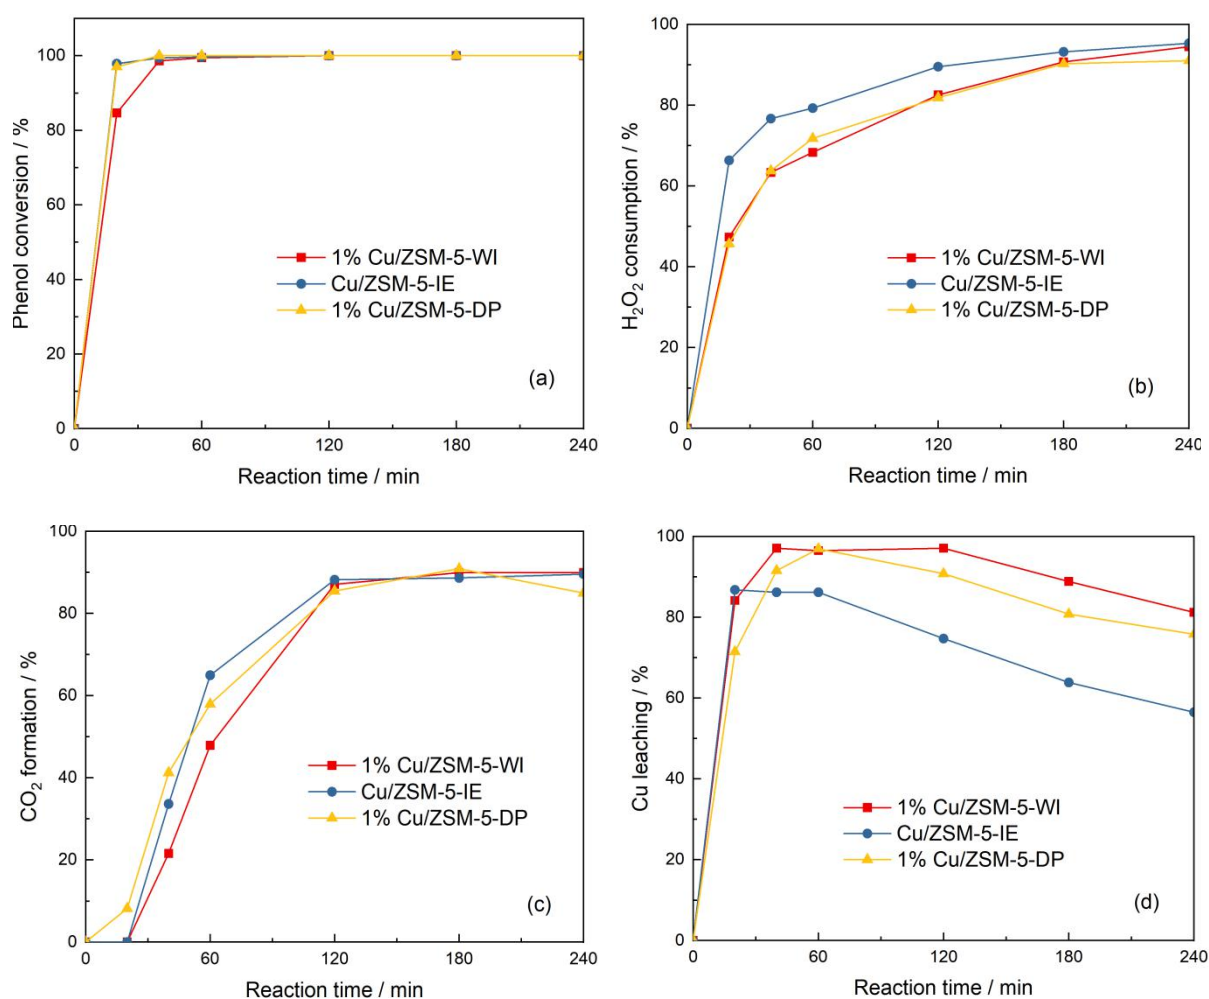 Phenol conversion / %
100
80
60
40
20
0
1% Cu/ZSM-5-WI
Cu/ZSM-5-IE
1% Cu/ZSM-5-DP
(a)
0 60 120 180 240
Reaction time / min
H₂O₂ consumption / %
100
80
60
40
20
0
1% Cu/ZSM-5-WI
Cu/ZSM-5-IE
1% Cu/ZSM-5-DP
(b)
0 60 120 180 240
Reaction time / min
CO₂ formation / %
100
80
60
40
20
0
1% Cu/ZSM-5-WI
Cu/ZSM-5-IE
1% Cu/ZSM-5-DP
(c)
0 60 120 180 240
Reaction time / min
Cu leaching / %
100
80
60
40
20
0
1% Cu/ZSM-5-WI
Cu/ZSM-5-IE
1% Cu/ZSM-5-DP
(d)
0 60 120 180 240
Reaction time / min